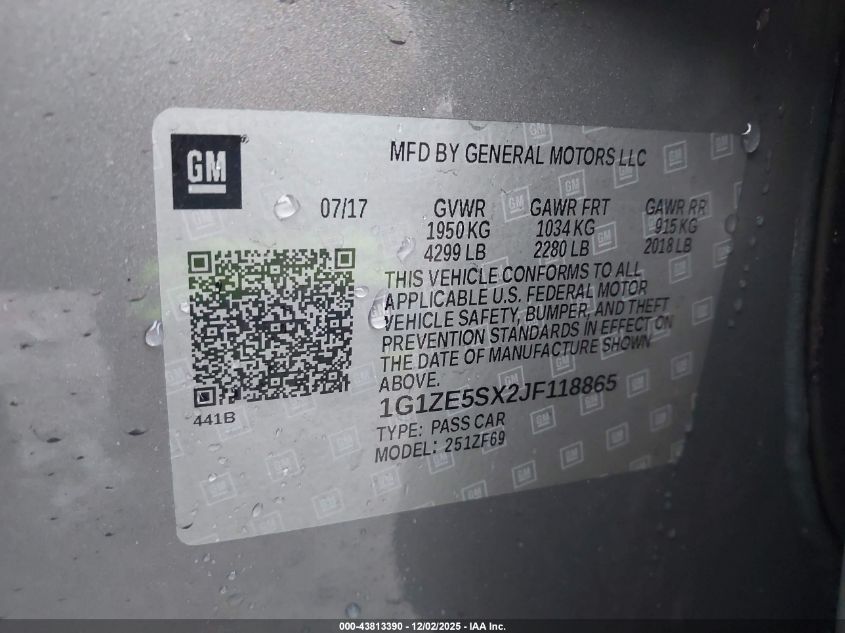 GM
MFD BY GENERAL MOTORS LLC
07/17 GVWR GAWR FRT GAWR RR
1950 KG 1034 KG 915 KG
4299 LB 2280 LB 2018 LB
THIS VEHICLE CONFORMS TO ALL
APPLICABLE U.S. FEDERAL MOTOR
VEHICLE SAFETY, BUMPER, AND THEFT
PREVENTION STANDARDS IN EFFECT ON
THE DATE OF MANUFACTURE SHOWN
ABOVE.
1G1ZE5SX2JF118865
441B
TYPE: PASS CAR
MODEL: 251ZF69
000-43813390 - 12/02/2025 - IAA Inc.